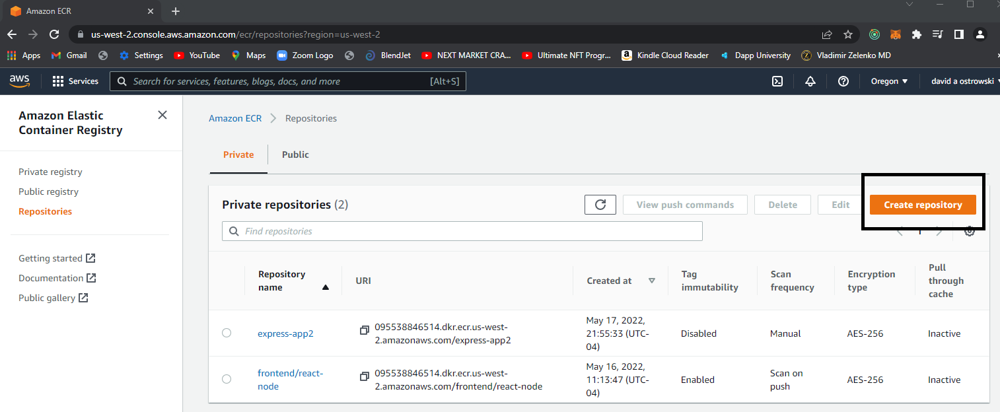 Amazon ECR
us-west-2.console.aws.amazon.com/ecr/repositories?region=us-west-2
Apps Gmail Settings YouTube Maps Zoom Logo BlendJet NEXT MARKET CRA... Ultimate NFT Progr... Kindle Cloud Reader Dapp University Vladimir Zelenko MD
aws Services Search for services, features, blogs, docs, and more [Alt+S] Oregon david a ostrowski
Amazon Elastic
Container Registry
Private registry
Public registry
Repositories
Getting started
Documentation
Public gallery
Amazon ECR Repositories
Private Public
Private repositories (2) View push commands Delete Edit Create repository
Find repositories 1
Repository
name
URI
Created at
Tag
immutability
Scan
frequency
Encryption
type
Pull
through
cache
express-app2
095538846514.dkr.ecr.us-west-
2.amazonaws.com/express-app2
May 17, 2022,
21:55:33 (UTC-
04)
Disabled
Manual
AES-256
Inactive
frontend/react-
node
095538846514.dkr.ecr.us-west-
2.amazonaws.com/frontend/react-node
May 16, 2022,
11:13:47 (UTC-
04)
Enabled
Scan on
push
AES-256
Inactive